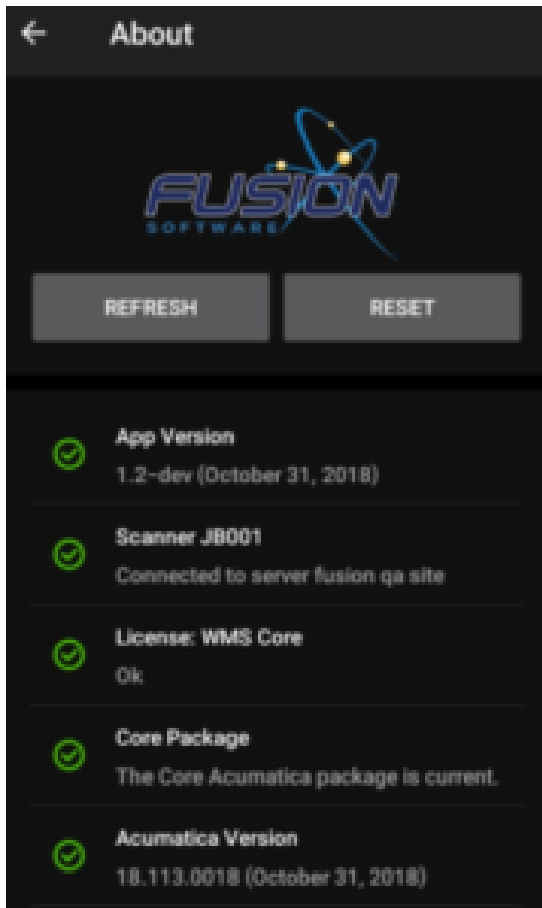 About
FUSION
SOFTWARE
REFRESH RESET
App Version
1.2-dev (October 31, 2018)
Scanner JB001
Connected to server fusion qa site
License: WMS Core
Ok
Core Package
The Core Acumatica package is current.
Acumatica Version
18.113.0018 (October 31, 2018)